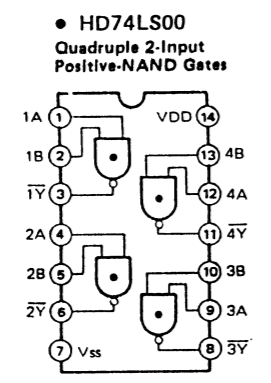 • HD74LS00
Quadruple 2-Input
Positive-NAND Gates
1A 1 VDD 14
1B 2 13 4B
1Y̅ 3 12 4A
2A 4 11 4Y̅
2B 5 10 3B
2Y̅ 6 9 3A
7 Vss 8 3Y̅